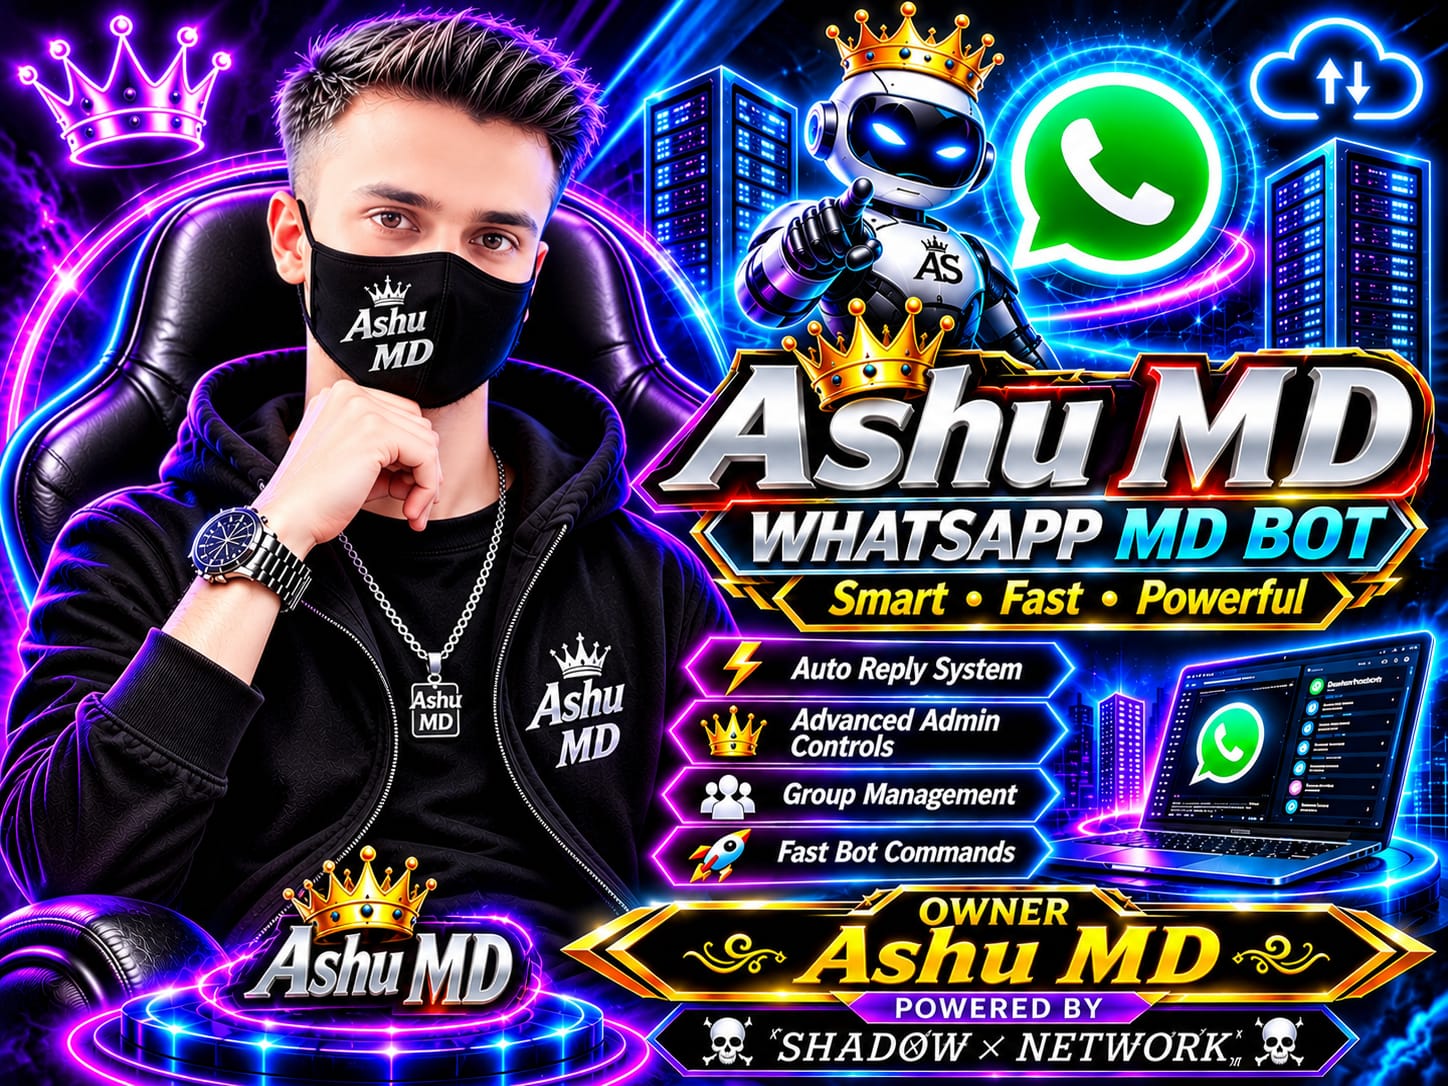 AS
Ashu
MD
Ashu MD
WHATSAPP MD BOT
Smart • Fast • Powerful
Auto Reply System
Advanced Admin
Controls
Group Management
Fast Bot Commands
Ashu
MD
Ashu
MD
Ashu MD
OWNER
Ashu MD
POWERED BY
SHADØW × NETWORK